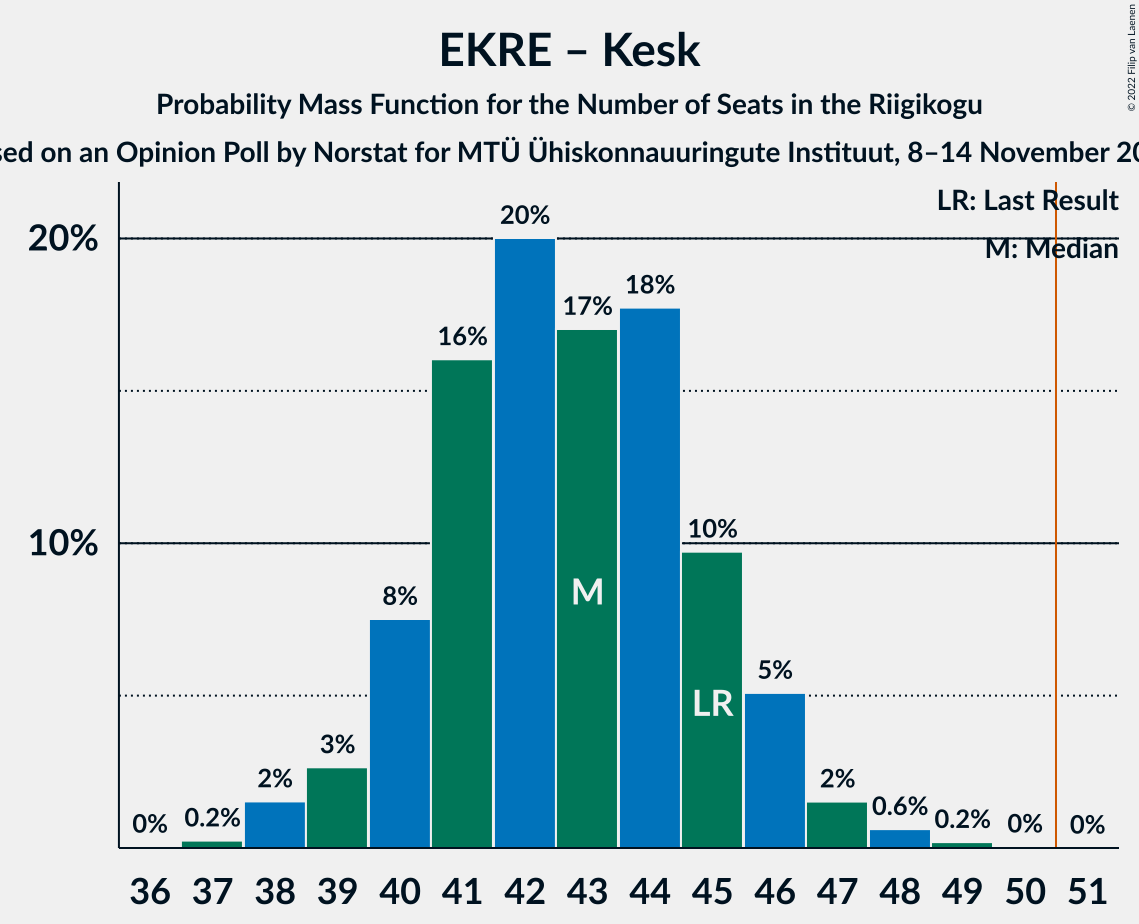 EKRE – Kesk
Probability Mass Function for the Number of Seats in the Riigikogu
on an Opinion Poll by Norstat for MTÜ Ühiskonnauuringute Instituut, 8–14 November
© 2022 Filip van Laenen
LR: Last Result
M: Median
20%
10%
0% 0.2% 2% 3% 8% 16% 20% 17% 18% 10% 5% 2% 0.6% 0.2% 0% 0%
M
LR
36 37 38 39 40 41 42 43 44 45 46 47 48 49 50 51